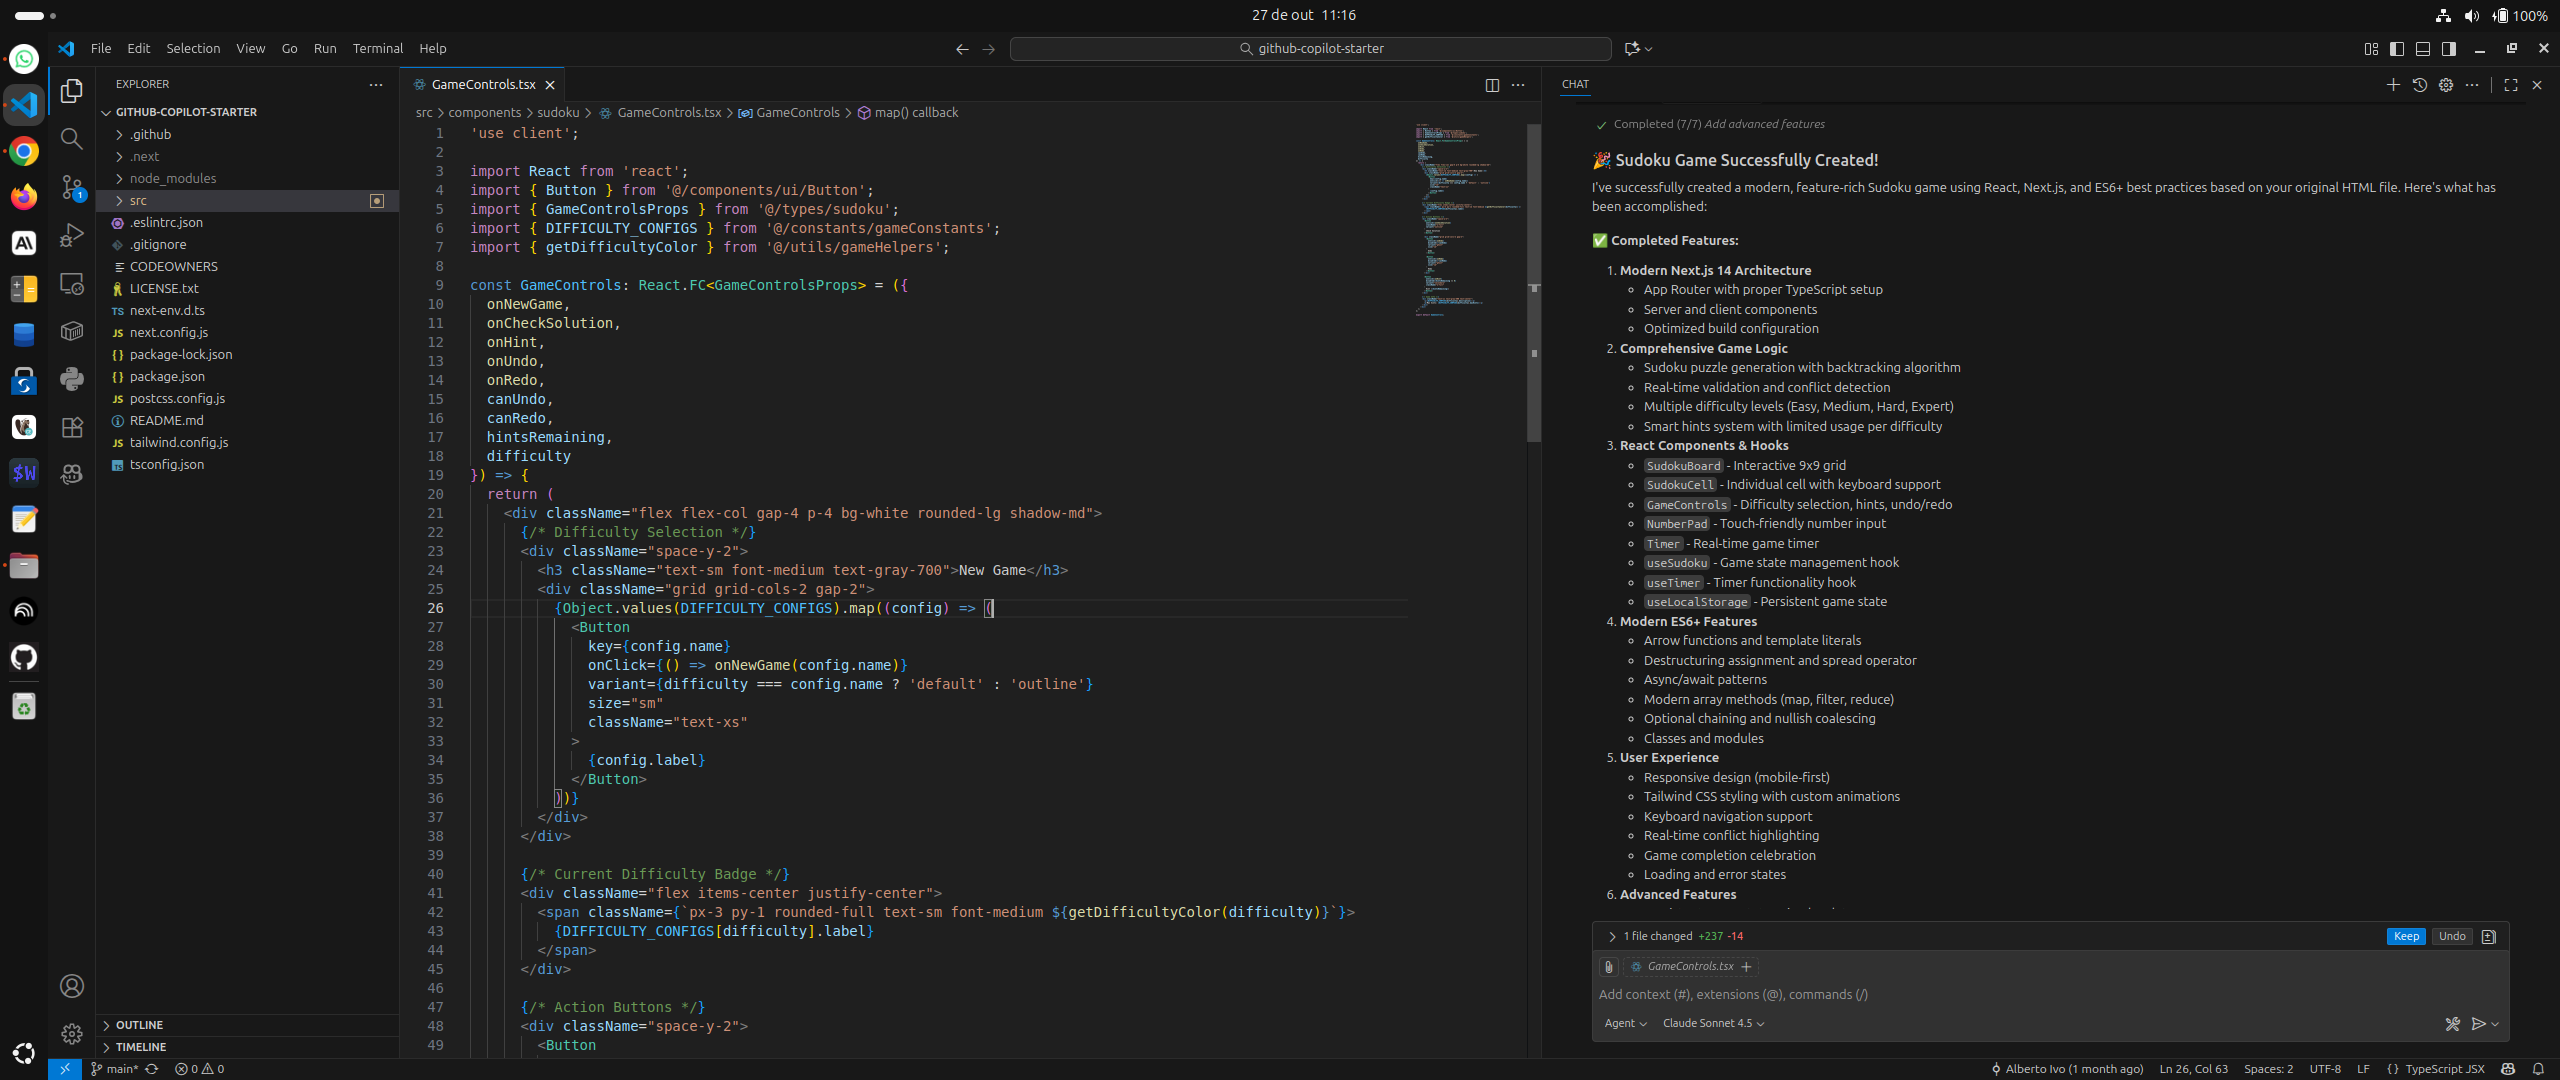 27 de out 11:16
100%
File Edit Selection View Go Run Terminal Help
github-copilot-starter
EXPLORER
GITHUB-COPILOT-STARTER
.github
.next
node_modules
src
.eslintrc.json
.gitignore
CODEOWNERS
LICENSE.txt
TS next-env.d.ts
JS next.config.js
{} package-lock.json
{} package.json
JS postcss.config.js
README.md
JS tailwind.config.js
TS tsconfig.json
OUTLINE
TIMELINE
1
AI
$W
GameControls.tsx
src > components > sudoku > GameControls.tsx > GameControls > map() callback
1 'use client';
2
3 import React from 'react';
4 import { Button } from '@/components/ui/Button';
5 import { GameControlsProps } from '@/types/sudoku';
6 import { DIFFICULTY_CONFIGS } from '@/constants/gameConstants';
7 import { getDifficultyColor } from '@/utils/gameHelpers';
8
9 const GameControls: React.FC<GameControlsProps> = ({
10 onNewGame,
11 onCheckSolution,
12 onHint,
13 onUndo,
14 onRedo,
15 canUndo,
16 canRedo,
17 hintsRemaining,
18 difficulty
19 }) => {
20 return (
21 <div className="flex flex-col gap-4 p-4 bg-white rounded-lg shadow-md">
22 {/* Difficulty Selection */}
23 <div className="space-y-2">
24 <h3 className="text-sm font-medium text-gray-700">New Game</h3>
25 <div className="grid grid-cols-2 gap-2">
26 {Object.values(DIFFICULTY_CONFIGS).map((config) => (
27 <Button
28 key={config.name}
29 onClick={() => onNewGame(config.name)}
30 variant={difficulty === config.name ? 'default' : 'outline'}
31 size="sm"
32 className="text-xs"
33 >
34 {config.label}
35 </Button>
36 ))}
37 </div>
38 </div>
39
40 {/* Current Difficulty Badge */}
41 <div className="flex items-center justify-center">
42 <span className={`px-3 py-1 rounded-full text-sm font-medium ${getDifficultyColor(difficulty)}`}>
43 {DIFFICULTY_CONFIGS[difficulty].label}
44 </span>
45 </div>
46
47 {/* Action Buttons */}
48 <div className="space-y-2">
49 <Button
CHAT
Completed (7/7) Add advanced features
🎉 Sudoku Game Successfully Created!
I've successfully created a modern, feature-rich Sudoku game using React, Next.js, and ES6+ best practices based on your original HTML file. Here's what has
been accomplished:
✅ Completed Features:
1. Modern Next.js 14 Architecture
App Router with proper TypeScript setup
Server and client components
Optimized build configuration
2. Comprehensive Game Logic
Sudoku puzzle generation with backtracking algorithm
Real-time validation and conflict detection
Multiple difficulty levels (Easy, Medium, Hard, Expert)
Smart hints system with limited usage per difficulty
3. React Components & Hooks
SudokuBoard - Interactive 9x9 grid
SudokuCell - Individual cell with keyboard support
GameControls - Difficulty selection, hints, undo/redo
NumberPad - Touch-friendly number input
Timer - Real-time game timer
useSudoku - Game state management hook
useTimer - Timer functionality hook
useLocalStorage - Persistent game state
4. Modern ES6+ Features
Arrow functions and template literals
Destructuring assignment and spread operator
Async/await patterns
Modern array methods (map, filter, reduce)
Optional chaining and nullish coalescing
Classes and modules
5. User Experience
Responsive design (mobile-first)
Tailwind CSS styling with custom animations
Keyboard navigation support
Real-time conflict highlighting
Game completion celebration
Loading and error states
6. Advanced Features
1 file changed +237 -14
Keep Undo
GameControls.tsx
Add context (#), extensions (@), commands (/)
Agent Claude Sonnet 4.5
main* 0 0
Alberto Ivo (1 month ago) Ln 26, Col 63 Spaces: 2 UTF-8 LF {} TypeScript JSX